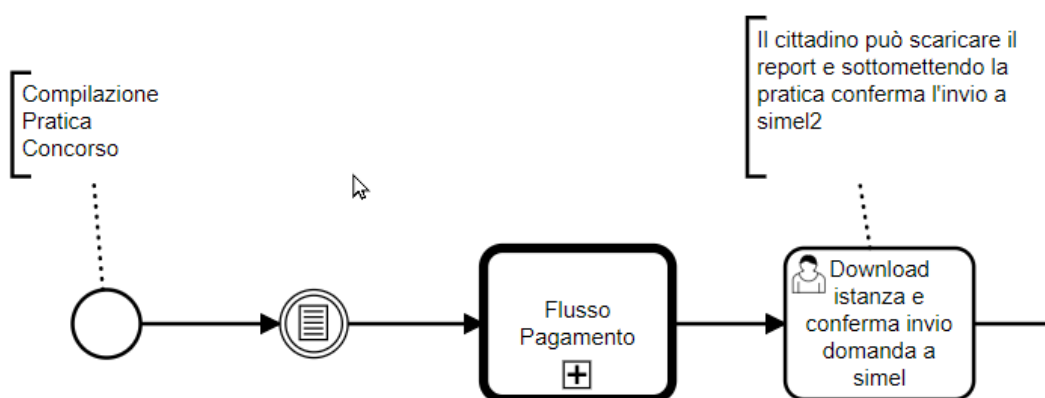 Compilazione
Pratica
Concorso
Il cittadino può scaricare il
report e sottomettendo la
pratica conferma l'invio a
simel2
Flusso
Pagamento
Download
istanza e
conferma invio
domanda a
simel